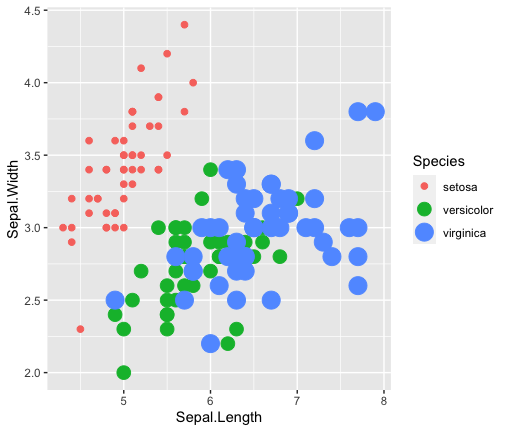 4.5
4.0
3.5
3.0
2.5
2.0
Sepal.Width
5 6 7 8
Sepal.Length
Species
setosa
versicolor
virginica